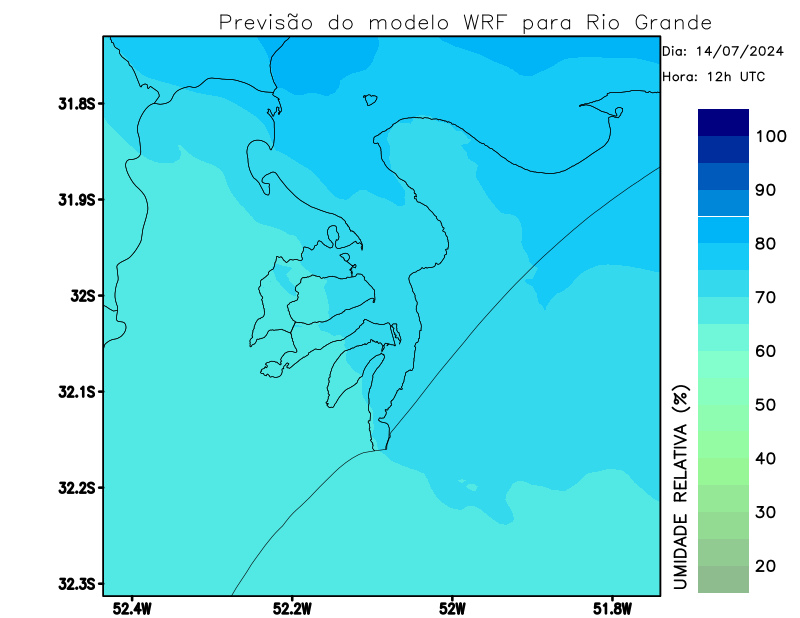 Previsão do modelo WRF para Rio Grande
Dia: 14/07/2024
Hora: 12h UTC
31.8S
31.9S
32S
32.1S
32.2S
32.3S
52.4W
52.2W
52W
51.8W
100
90
80
70
60
50
40
30
20
UMIDADE RELATIVA (%)